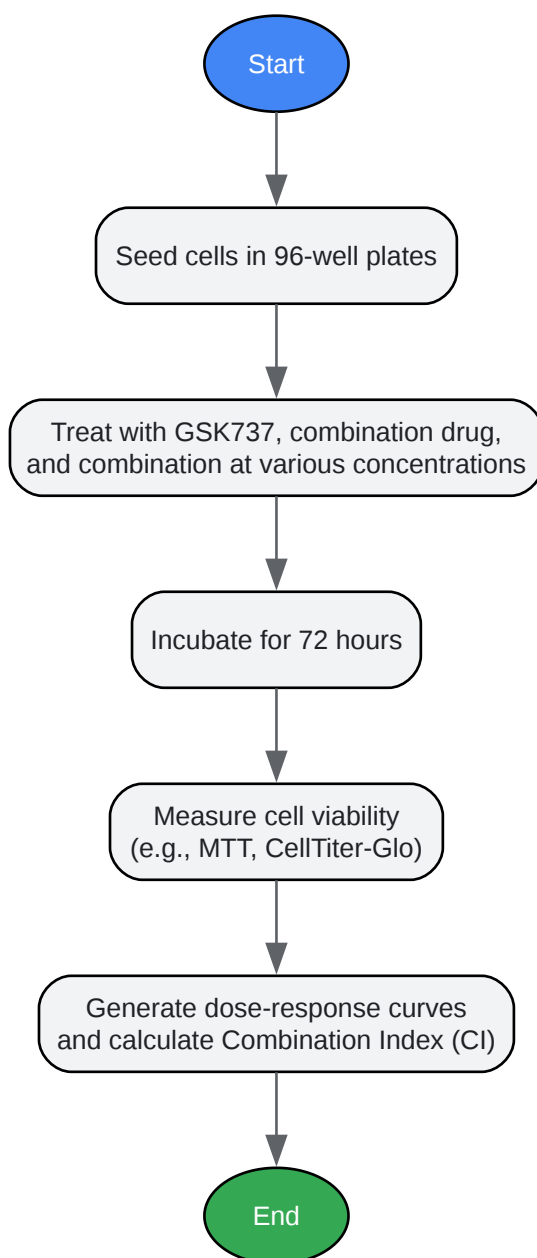 Start
Seed cells in 96-well plates
Treat with GSK737, combination drug,
and combination at various concentrations
Incubate for 72 hours
Measure cell viability
(e.g., MTT, CellTiter-Glo)
Generate dose-response curves
and calculate Combination Index (CI)
End